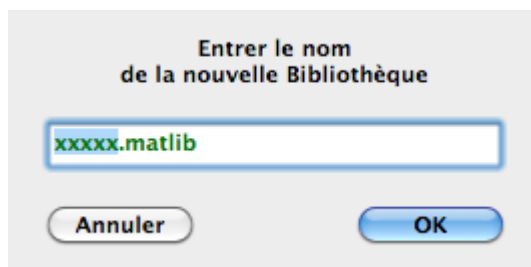 Entrer le nom
de la nouvelle Bibliothèque
xxxxx.matlib
Annuler OK